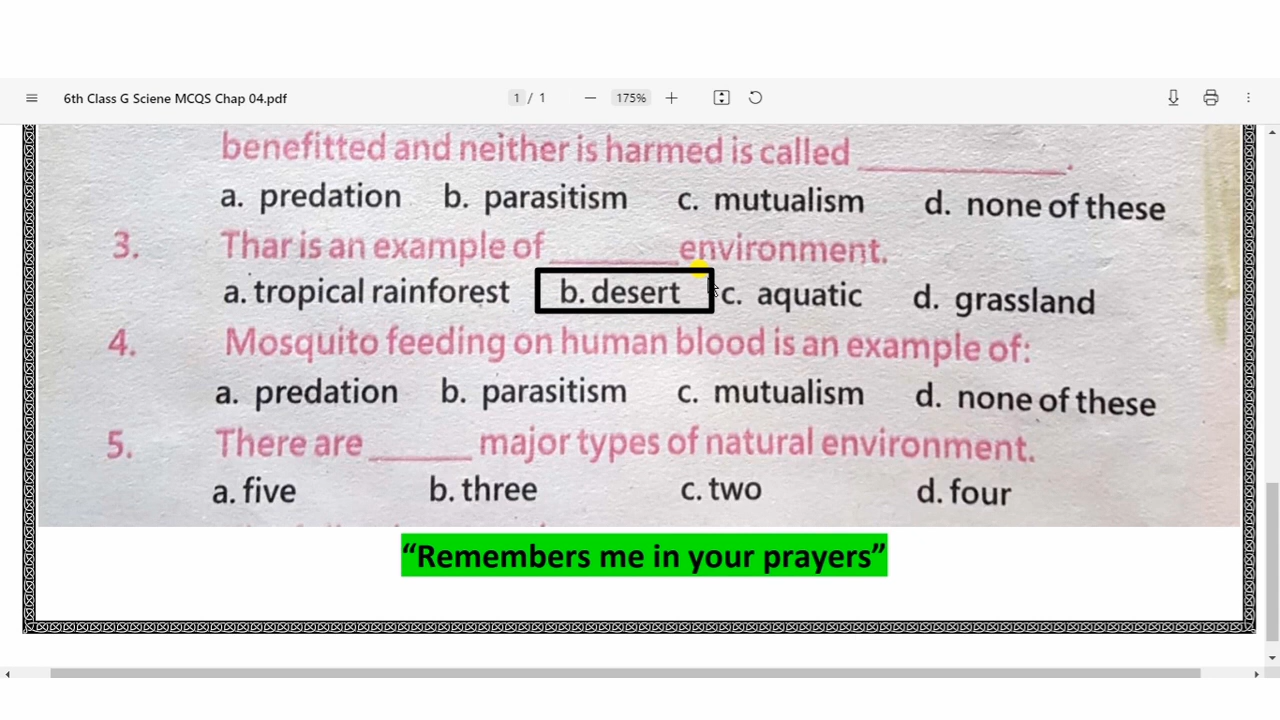 6th Class G Sciene MCQS Chap 04.pdf 1 / 1 175%
benefitted and neither is harmed is called ____________.
a. predation b. parasitism c. mutualism d. none of these
3. Thar is an example of ________ environment.
a. tropical rainforest b. desert c. aquatic d. grassland
4. Mosquito feeding on human blood is an example of:
a. predation b. parasitism c. mutualism d. none of these
5. There are ______ major types of natural environment.
a. five b. three c. two d. four
“Remembers me in your prayers”